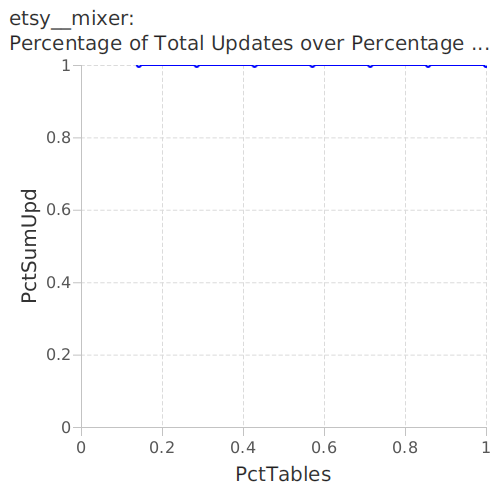 etsy__mixer:
Percentage of Total Updates over Percentage ...
1
0.8
0.6
0.4
0.2
0
PctSumUpd
0 0.2 0.4 0.6 0.8 1
PctTables